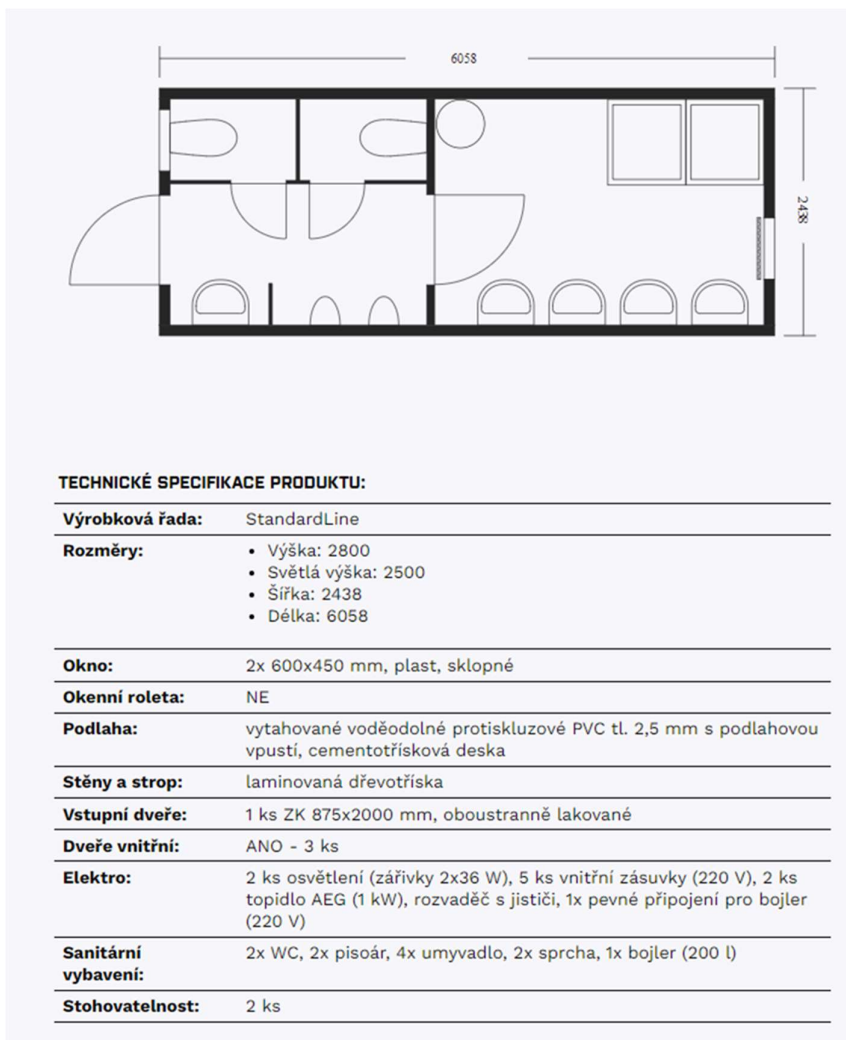 6058
2438
TECHNICKÉ SPECIFIKACE PRODUKTU:
Výrobková řada: StandardLine
Rozměry:
• Výška: 2800
• Světlá výška: 2500
• Šířka: 2438
• Délka: 6058
Okno: 2x 600x450 mm, plast, sklopné
Okenní roleta: NE
Podlaha: vytahované voděodolné protiskluzové PVC tl. 2,5 mm s podlahovou
vpustí, cementotřísková deska
Stěny a strop: laminovaná dřevotříska
Vstupní dveře: 1 ks ZK 875x2000 mm, oboustranně lakované
Dveře vnitřní: ANO - 3 ks
Elektro: 2 ks osvětlení (zářivky 2x36 W), 5 ks vnitřní zásuvky (220 V), 2 ks
topidlo AEG (1 kW), rozvaděč s jističi, 1x pevné připojení pro bojler
(220 V)
Sanitární 2x WC, 2x pisoár, 4x umyvadlo, 2x sprcha, 1x bojler (200 l)
vybavení:
Stohovatelnost: 2 ks